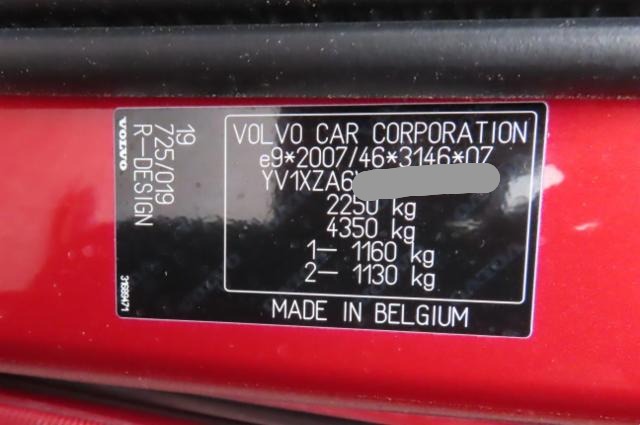 VOLVO
19
725/019
R-DESIGN
31689471
VOLVO CAR CORPORATION
e9*2007/46*3146*07
YV1XZA6
2250 kg
4350 kg
1- 1160 kg
2- 1130 kg
MADE IN BELGIUM